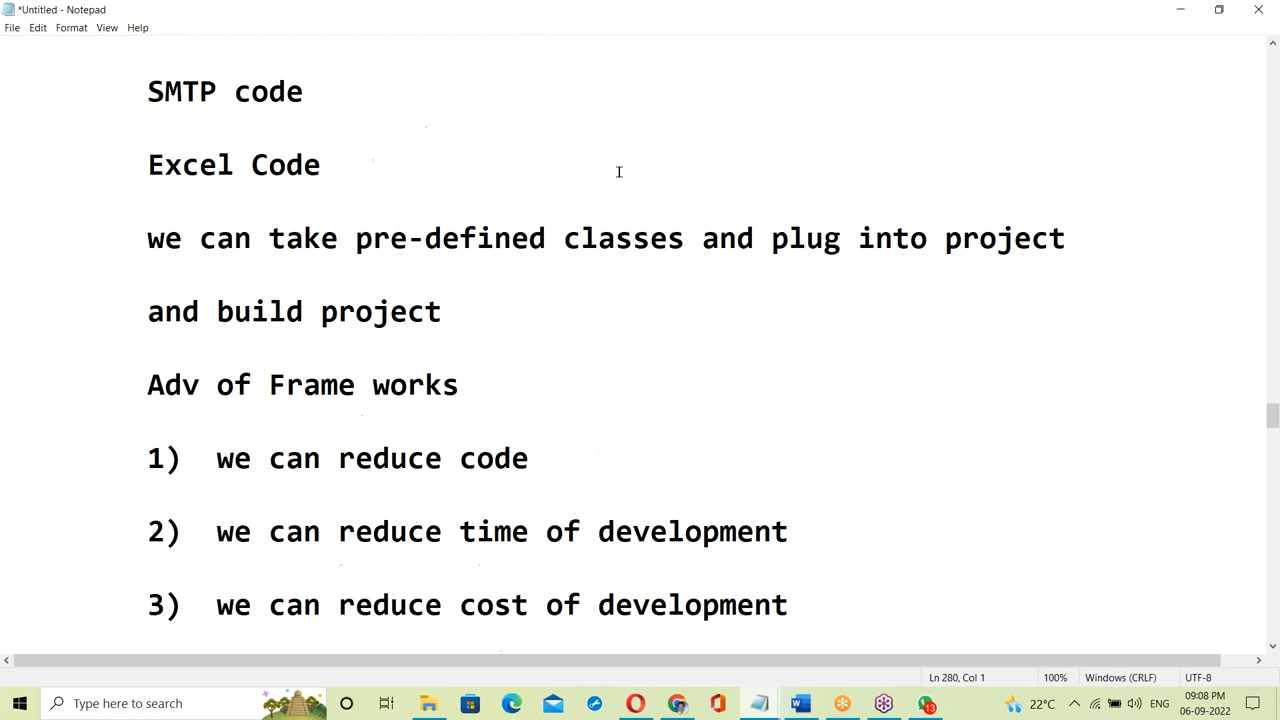 *Untitled - Notepad
File Edit Format View Help
SMTP code
Excel Code
we can take pre-defined classes and plug into project
and build project
Adv of Frame works
1) we can reduce code
2) we can reduce time of development
3) we can reduce cost of development
Ln 280, Col 1 100% Windows (CRLF) UTF-8
Type here to search 13 22°C ENG 09:08 PM
06-09-2022